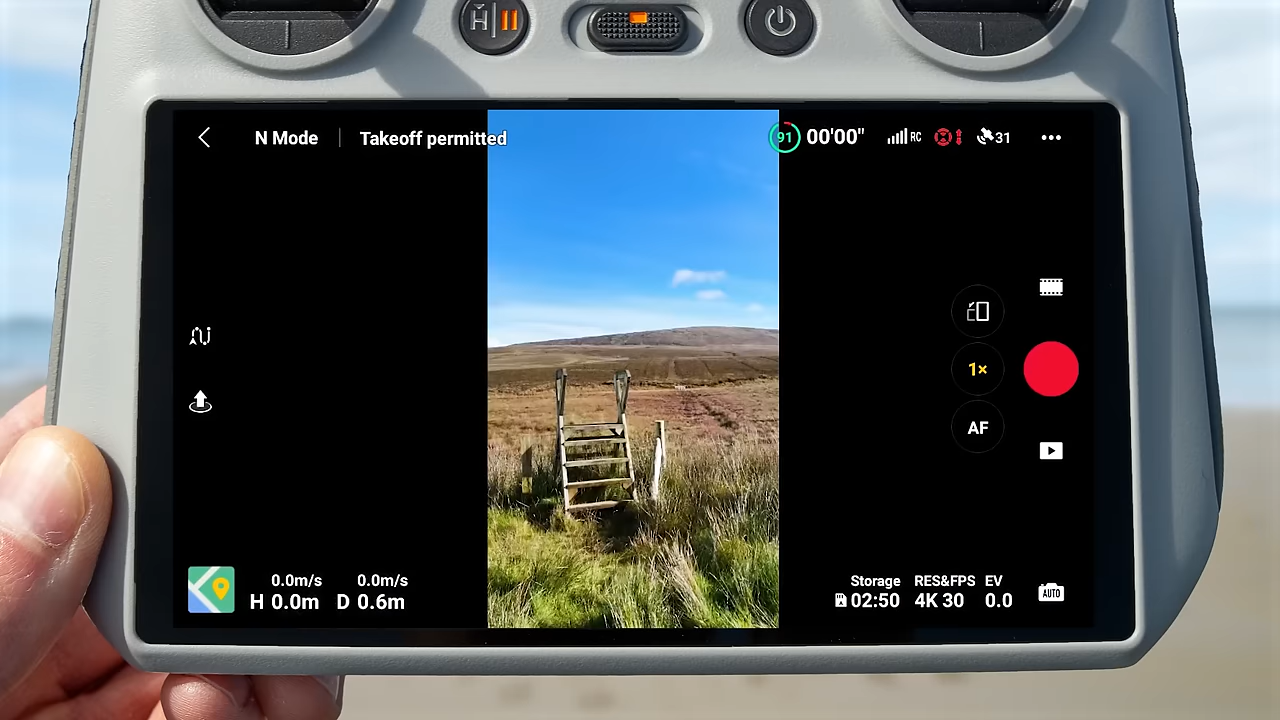 H
N Mode | Takeoff permitted
91 00'00" RC 31 •••
1×
AF
0.0m/s 0.0m/s
H 0.0m D 0.6m
Storage RES&FPS EV
02:50 4K 30 0.0
AUTO